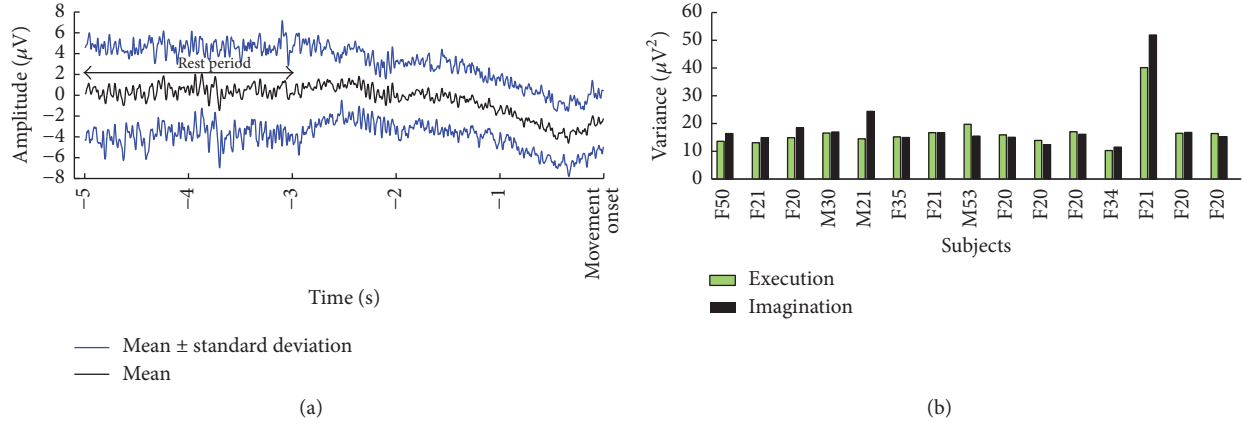 8
6
4
2
0
−2
−4
−6
−8
Amplitude (μV)
Rest period
−5
−4
−3
−2
−1
Movement
onset
Time (s)
Mean ± standard deviation
Mean
(a)
60
50
40
30
20
10
0
Variance (μV²)
F50
F21
F20
M30
M21
F35
F21
M53
F20
F20
F20
F34
F21
F20
F20
Subjects
Execution
Imagination
(b)